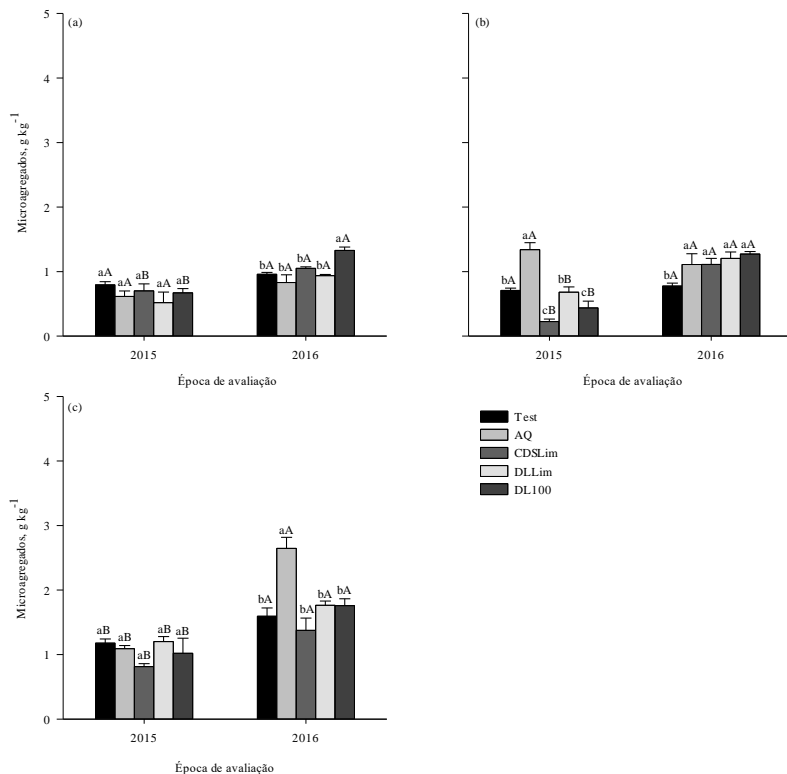 (a)
5
4
3
2
1
0
Microagregados, g kg⁻¹
aA aA aB aA aB
bA bA bA bA aA
2015 2016
Época de avaliação
(b)
5
4
3
2
1
0
bA aA cB bB cB
bA aA aA aA aA
2015 2016
Época de avaliação
(c)
5
4
3
2
1
0
Microagregados, g kg⁻¹
aB aB aB aB aB
bA aA bA bA bA
2015 2016
Época de avaliação
Test
AQ
CDSLim
DLLim
DL100